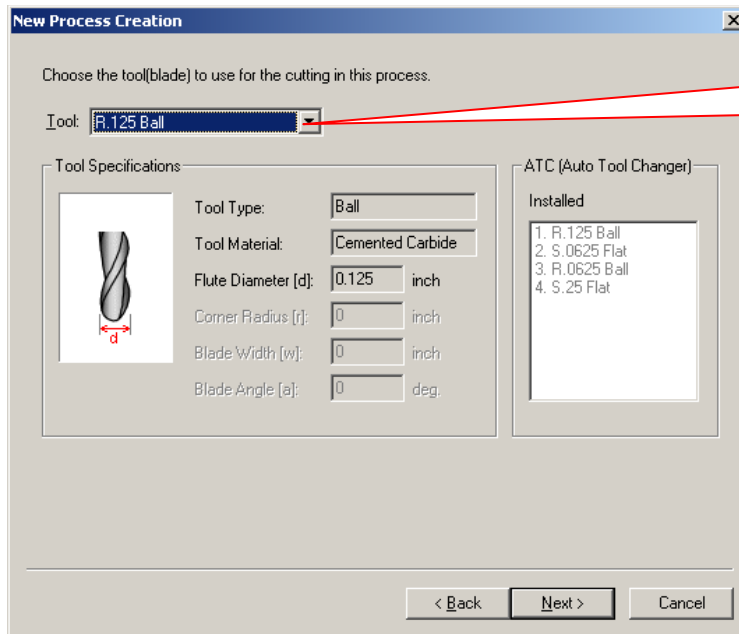 New Process Creation
X
Choose the tool(blade) to use for the cutting in this process.
Tool: R.125 Ball
Tool Specifications
Tool Type: Ball
Tool Material: Cemented Carbide
Flute Diameter [d]: 0.125 inch
Corner Radius [r]: 0 inch
Blade Width [w]: 0 inch
Blade Angle [a]: 0 deg.
d
ATC (Auto Tool Changer)
Installed
1. R.125 Ball
2. S.0625 Flat
3. R.0625 Ball
4. S.25 Flat
< Back Next > Cancel